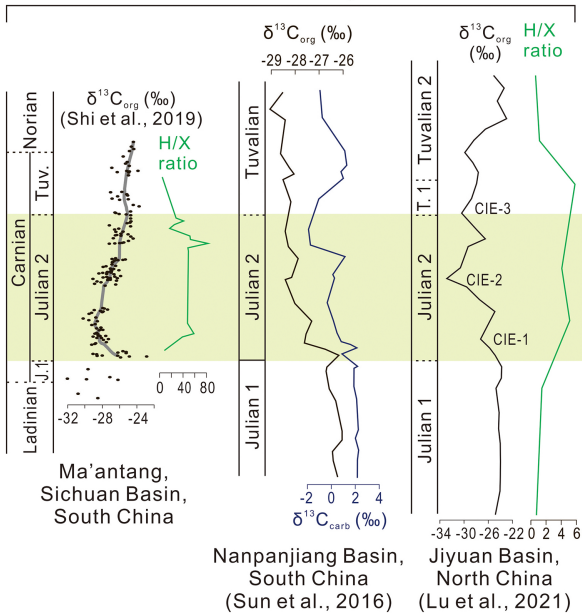 δ¹³Corg (‰)
(Shi et al., 2019)
H/X
ratio
Norian
Tuv.
Carnian
Julian 2
J.1
Ladinian
-32 -28 -24
0 40 80
Ma'antang,
Sichuan Basin,
South China
δ¹³Corg (‰)
-29 -27 -26
Tuvalian
Julian 2
Julian 1
-2 0 2 4
δ¹³Ccarb (‰)
Nanpanjiang Basin,
South China
(Sun et al., 2016)
δ¹³Corg
(‰)
H/X
ratio
Tuvalian 2
T. 1
Julian 2
Julian 1
CIE-3
CIE-2
CIE-1
-34 -30 -26 -22
0 2 4 6
Jiyuan Basin,
North China
(Lu et al., 2021)